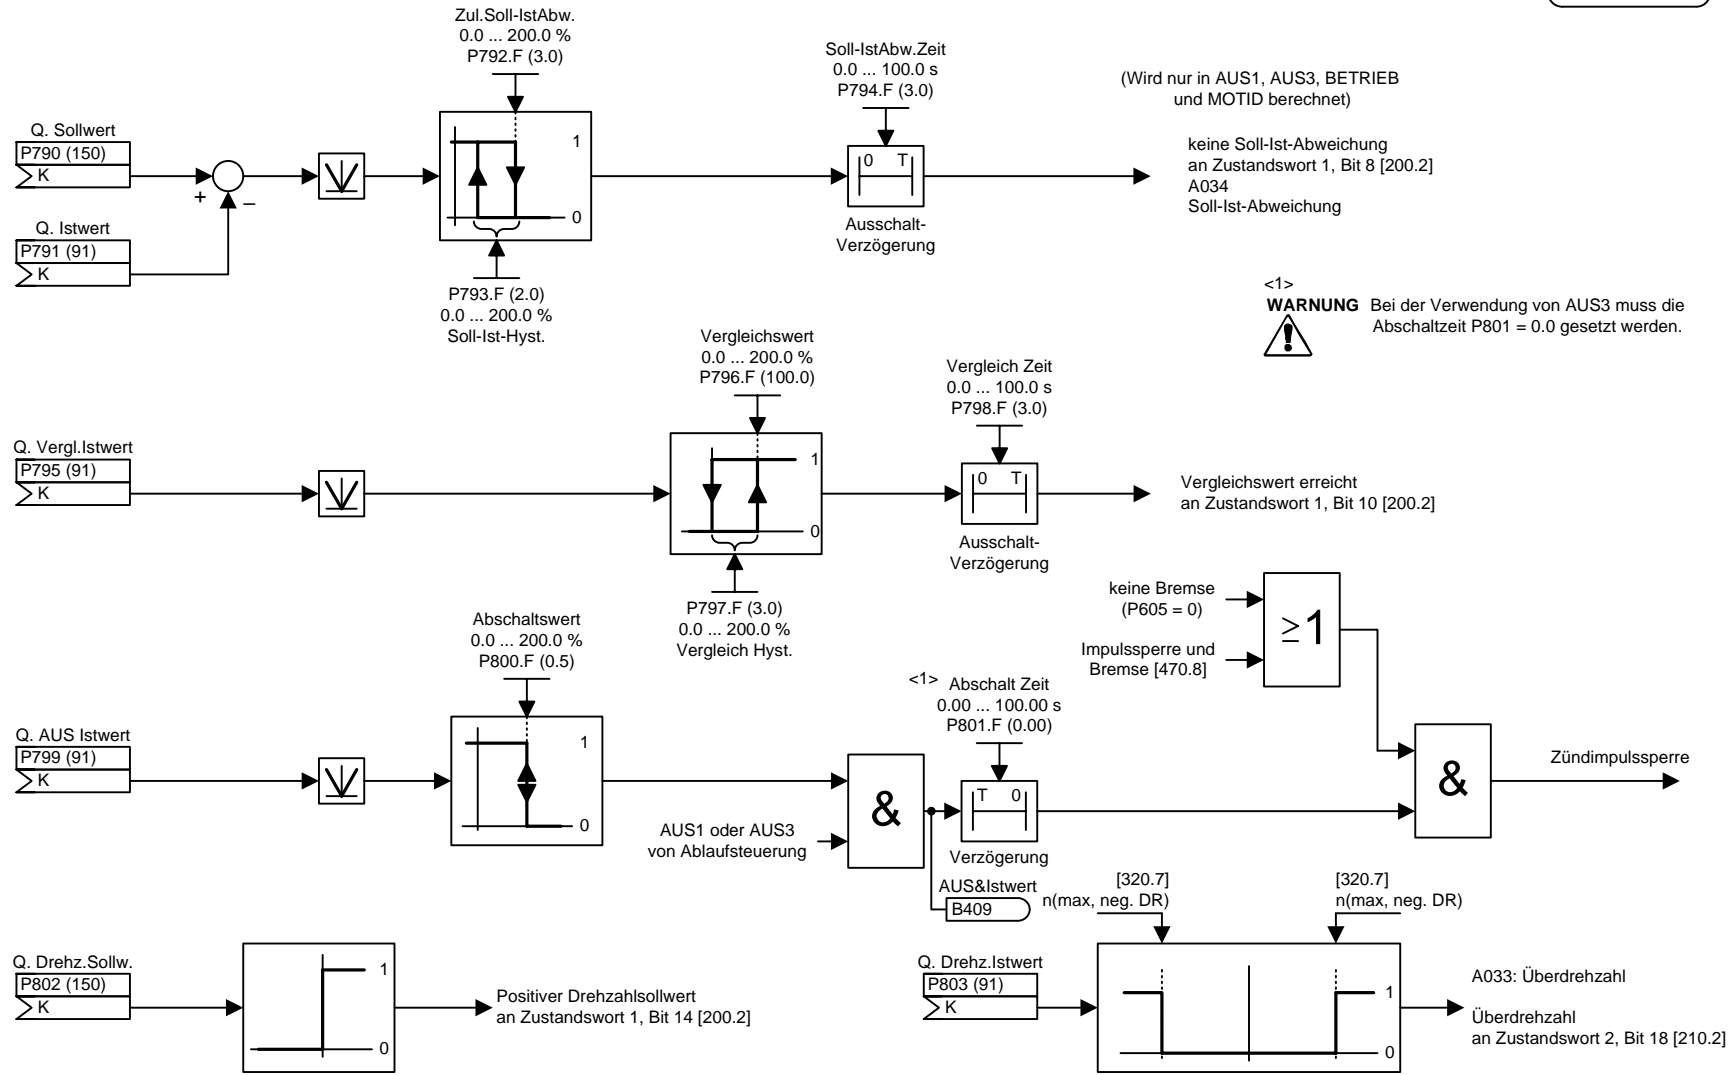 Zul.Soll-IstAbw.
0.0 ... 200.0 %
P792.F (3.0)
Soll-IstAbw.Zeit
0.0 ... 100.0 s
P794.F (3.0)
(Wird nur in AUS1, AUS3, BETRIEB
und MOTID berechnet)
Q. Sollwert
P790 (150)
K
+
–
1
0
0 T
Ausschalt-
Verzögerung
keine Soll-Ist-Abweichung
an Zustandswort 1, Bit 8 [200.2]
A034
Soll-Ist-Abweichung
Q. Istwert
P791 (91)
K
P793.F (2.0)
0.0 ... 200.0 %
Soll-Ist-Hyst.
<1>
WARNUNG Bei der Verwendung von AUS3 muss die
Abschaltzeit P801 = 0.0 gesetzt werden.
!
Vergleichswert
0.0 ... 200.0 %
P796.F (100.0)
Vergleich Zeit
0.0 ... 100.0 s
P798.F (3.0)
Q. Vergl.Istwert
P795 (91)
K
1
0
0 T
Ausschalt-
Verzögerung
Vergleichswert erreicht
an Zustandswort 1, Bit 10 [200.2]
P797.F (3.0)
0.0 ... 200.0 %
Vergleich Hyst.
keine Bremse
(P605 = 0)
Impulssperre und
Bremse [470.8]
≥1
Abschaltswert
0.0 ... 200.0 %
P800.F (0.5)
<1> Abschalt Zeit
0.00 ... 100.00 s
P801.F (0.00)
Q. AUS Istwert
P799 (91)
K
1
0
AUS1 oder AUS3
von Ablaufsteuerung
&
T 0
Verzögerung
&
Zündimpulssperre
AUS&Istwert
B409
[320.7]
n(max, neg. DR)
[320.7]
n(max, neg. DR)
Q. Drehz.Sollw.
P802 (150)
K
1
0
Positiver Drehzahlsollwert
an Zustandswort 1, Bit 14 [200.2]
Q. Drehz.Istwert
P803 (91)
K
1
0
A033: Überdrehzahl
Überdrehzahl
an Zustandswort 2, Bit 18 [210.2]